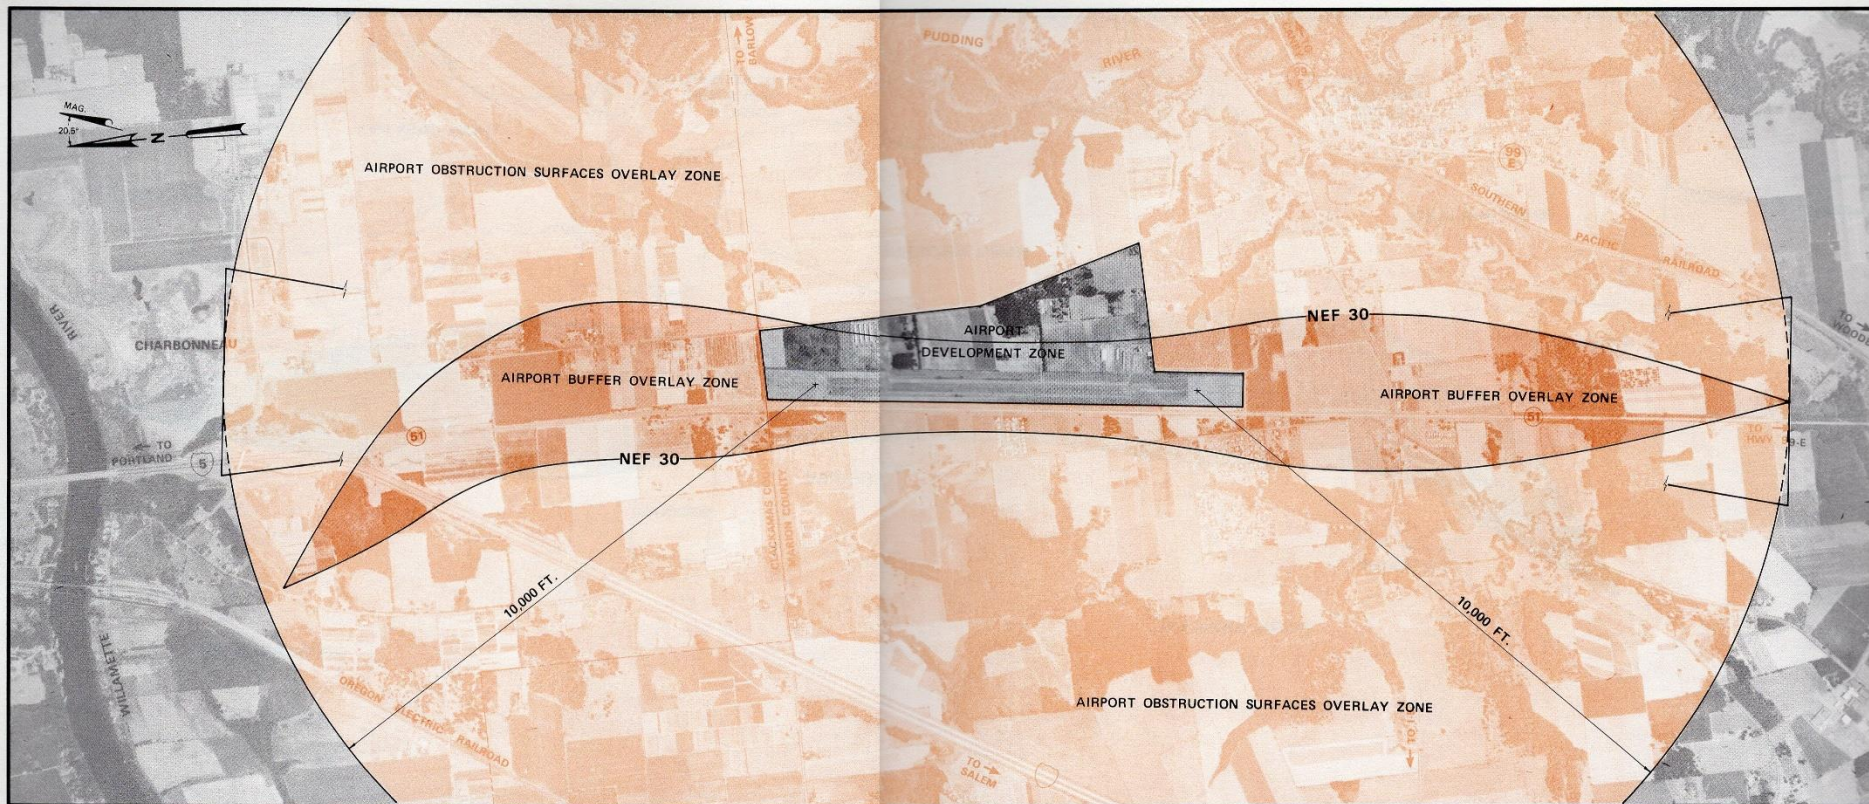 TO →
BARLOW
PUDDING
RIVER
MAG.
20.5°
N
AIRPORT OBSTRUCTION SURFACES OVERLAY ZONE
99
E
SOUTHERN
PACIFIC
RAILROAD
RIVER
CHARBONNEAU
NEF 30
AIRPORT
DEVELOPMENT ZONE
AIRPORT BUFFER OVERLAY ZONE
AIRPORT BUFFER OVERLAY ZONE
51
51
← TO
PORTLAND
5
NEF 30
TO →
HWY 99-E
MARION COUNTY
10,000 FT.
10,000 FT.
WILLAMETTE
OREGON ELECTRIC RAILROAD
AIRPORT OBSTRUCTION SURFACES OVERLAY ZONE
TO →
SALEM